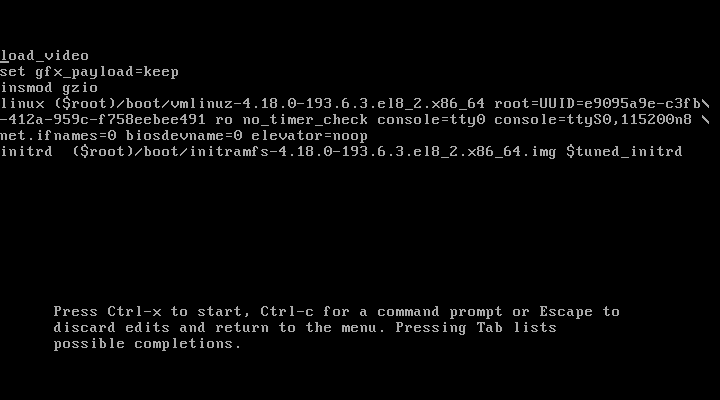 load_video
set gfx_payload=keep
insmod gzio
linux ($root)/boot/vmlinuz-4.18.0-193.6.3.el8_2.x86_64 root=UUID=e9095a9e-c3fb\
-412a-959c-f758eebee491 ro no_timer_check console=tty0 console=ttyS0,115200n8 \
net.ifnames=0 biosdevname=0 elevator=noop
initrd  ($root)/boot/initramfs-4.18.0-193.6.3.el8_2.x86_64.img $tuned_initrd
Press Ctrl-x to start, Ctrl-c for a command prompt or Escape to
discard edits and return to the menu. Pressing Tab lists
possible completions.